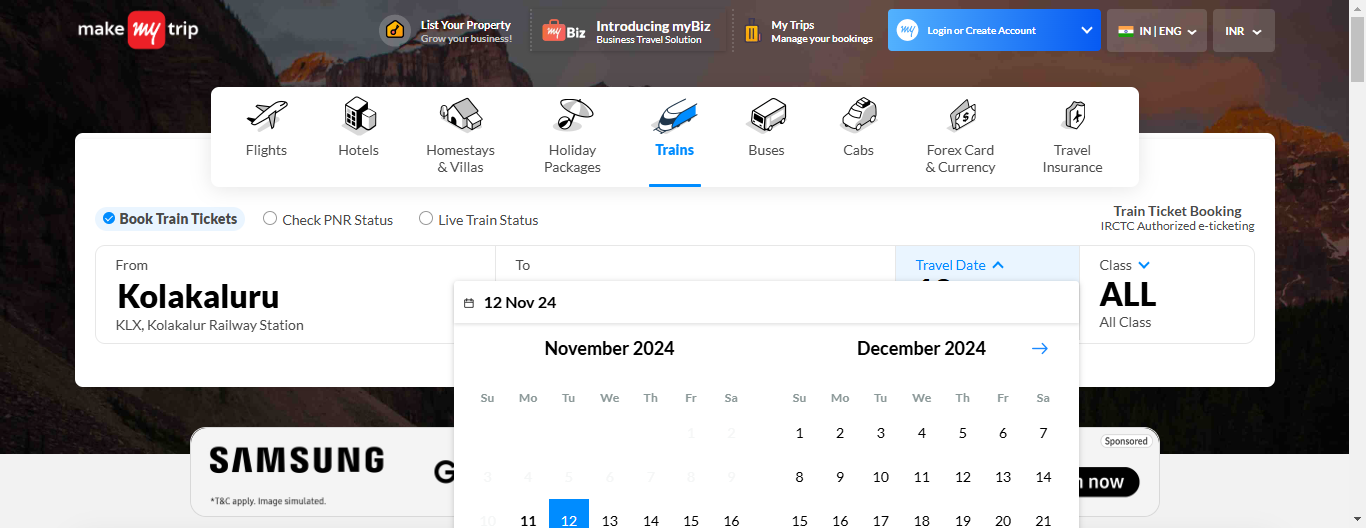 make my trip
List Your Property
Grow your business!
my Biz
Introducing myBiz
Business Travel Solution
My Trips
Manage your bookings
my
Login or Create Account
IN | ENG
INR
Flights
Hotels
Homestays
& Villas
Holiday
Packages
Trains
Buses
Cabs
Forex Card
& Currency
Travel
Insurance
Book Train Tickets
Check PNR Status
Live Train Status
Train Ticket Booking
IRCTC Authorized e-ticketing
From
Kolakaluru
KLX, Kolakalur Railway Station
To
Travel Date
Class
ALL
All Class
12 Nov 24
November 2024
December 2024
Su Mo Tu We Th Fr Sa
1 2
3 4 5 6 7 8 9
10 11 12 13 14 15 16
Su Mo Tu We Th Fr Sa
1 2 3 4 5 6 7
8 9 10 11 12 13 14
15 16 17 18 19 20 21
SAMSUNG
G
*T&C apply. Image simulated.
Sponsored
now